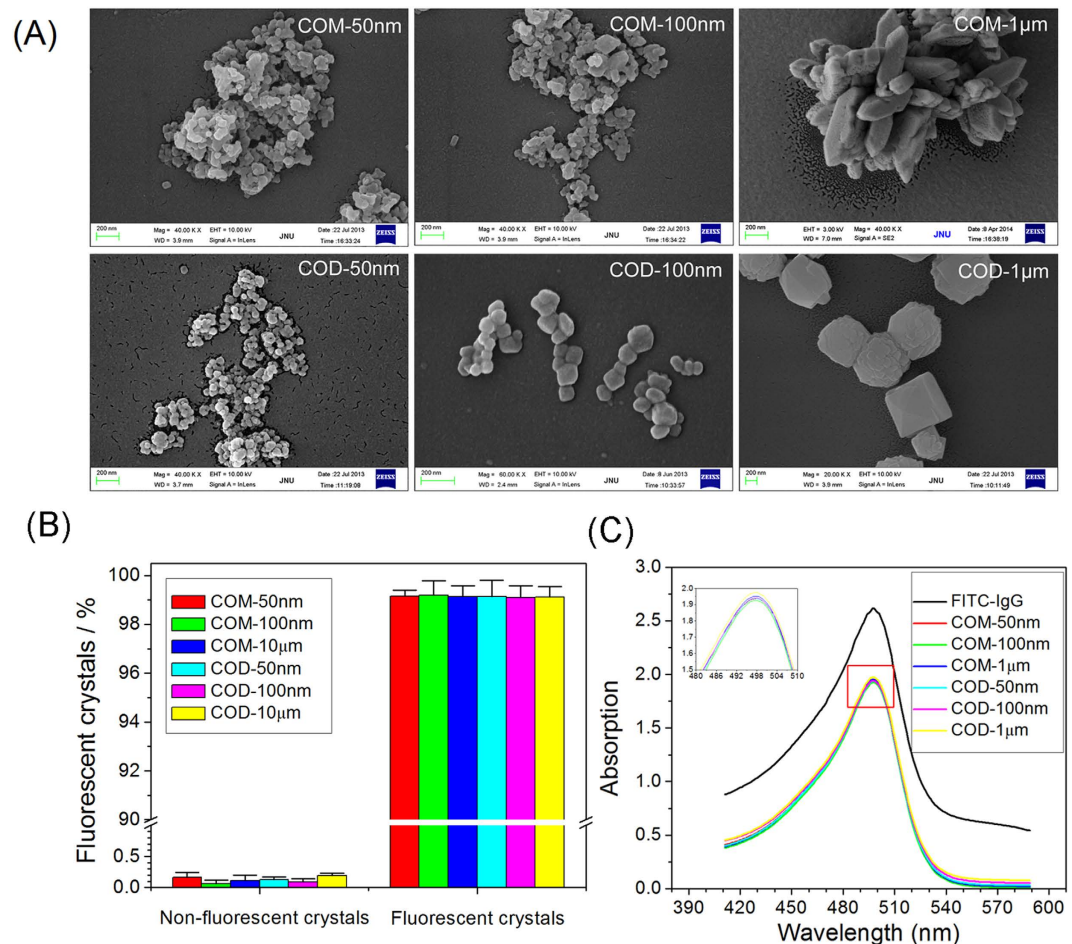 (A)
COM-50nm
200 nm
Mag = 40.00 K X EHT = 10.00 kV Date :22 Jul 2013
WD = 3.9 mm Signal A = InLens JNU Time :16:33:24
ZEISS
COM-100nm
200 nm
Mag = 40.00 K X EHT = 10.00 kV Date :22 Jul 2013
WD = 3.9 mm Signal A = InLens JNU Time :16:34:22
ZEISS
COM-1μm
200 nm
EHT = 3.00 kV Mag = 40.00 K X Date :9 Apr 2014
WD = 7.0 mm Signal A = SE2 JNU Time :16:38:19
ZEISS
COD-50nm
200 nm
Mag = 40.00 K X EHT = 10.00 kV Date :22 Jul 2013
WD = 3.7 mm Signal A = InLens JNU Time :11:19:08
ZEISS
COD-100nm
200 nm
Mag = 60.00 K X EHT = 10.00 kV Date :8 Jun 2013
WD = 2.4 mm Signal A = InLens JNU Time :10:33:57
ZEISS
COD-1μm
200 nm
Mag = 20.00 K X EHT = 10.00 kV Date :22 Jul 2013
WD = 3.9 mm Signal A = InLens JNU Time :10:11:49
ZEISS
(B)
Fluorescent crystals / %
100
98
96
94
92
90
0.5
0.0
COM-50nm
COM-100nm
COM-10μm
COD-50nm
COD-100nm
COD-10μm
Non-fluorescent crystals
Fluorescent crystals
(C)
Absorption
3.0
2.5
2.0
1.5
1.0
0.5
0.0
2.0
1.9
1.8
1.7
1.6
1.5
480 486 492 498 504 510
FITC-IgG
COM-50nm
COM-100nm
COM-1μm
COD-50nm
COD-100nm
COD-1μm
390 420 450 480 510 540 570 600
Wavelength (nm)